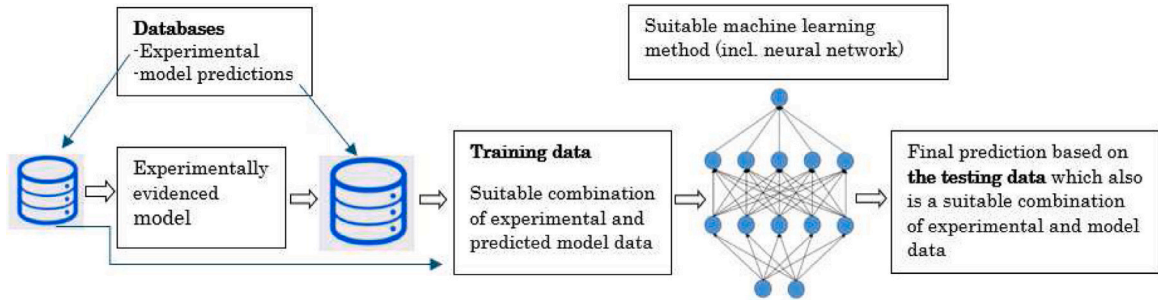 Databases
-Experimental
-model predictions
Suitable machine learning
method (incl. neural network)
Experimentally
evidenced
model
Training data
Suitable combination
of experimental and
predicted model data
Final prediction based on
the testing data which also
is a suitable combination
of experimental and model
data